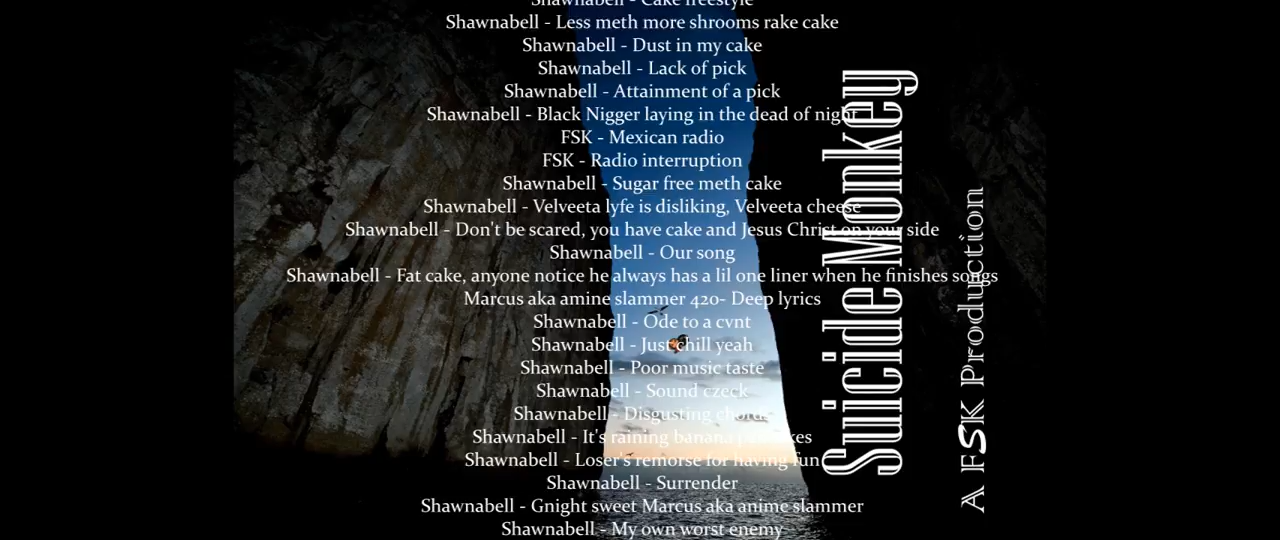 Shawnabell - Cake freestyle
Shawnabell - Less meth more shrooms rake cake
Shawnabell - Dust in my cake
Shawnabell - Lack of pick
Shawnabell - Attainment of a pick
Shawnabell - Black Nigger laying in the dead of night
FSK - Mexican radio
FSK - Radio interruption
Shawnabell - Sugar free meth cake
Shawnabell - Velveeta lyfe is disliking, Velveeta cheese
Shawnabell - Don't be scared, you have cake and Jesus Christ on your side
Shawnabell - Our song
Shawnabell - Fat cake, anyone notice he always has a lil one liner when he finishes songs
Marcus aka amine slammer 420- Deep lyrics
Shawnabell - Ode to a cvnt
Shawnabell - Just chill yeah
Shawnabell - Poor music taste
Shawnabell - Sound czeck
Shawnabell - Disgusting chords
Shawnabell - It's raining banana pancakes
Shawnabell - Loser's remorse for having fun
Shawnabell - Surrender
Shawnabell - Gnight sweet Marcus aka anime slammer
Shawnabell - My own worst enemy
Suicide Monkey
A FSK Production